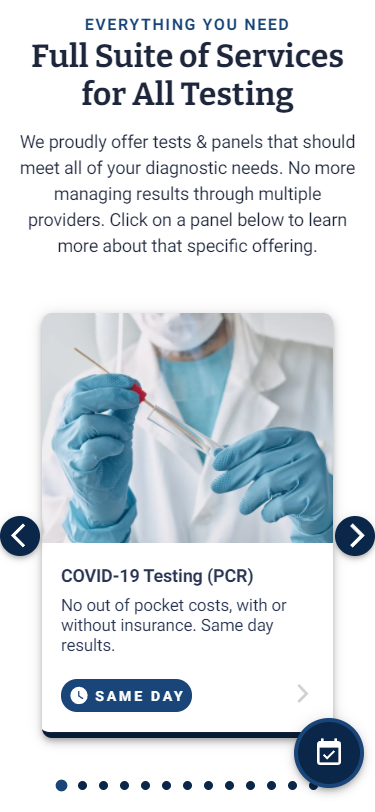 EVERYTHING YOU NEED
Full Suite of Services
for All Testing
We proudly offer tests & panels that should
meet all of your diagnostic needs. No more
managing results through multiple
providers. Click on a panel below to learn
more about that specific offering.
COVID-19 Testing (PCR)
No out of pocket costs, with or
without insurance. Same day
results.
SAME DAY